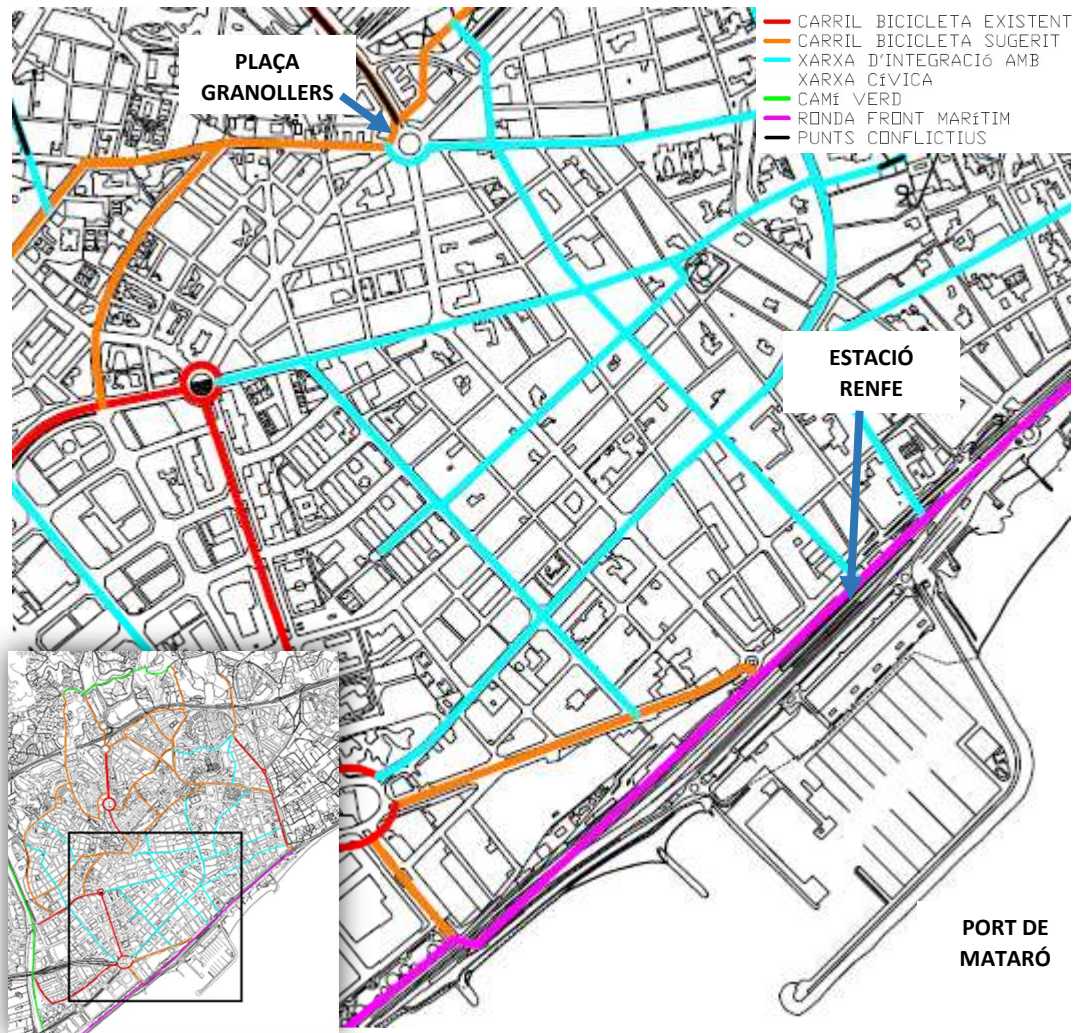 PLAÇA
GRANOLLERS
CARRIL BICICLETA EXISTENT
CARRIL BICICLETA SUGERIT
XARXA D'INTEGRACIó AMB
XARXA CíVICA
CAMÍ VERD
RONDA FRONT MARíTIM
PUNTS CONFLICTIUS
ESTACIÓ
RENFE
PORT DE
MATARÓ